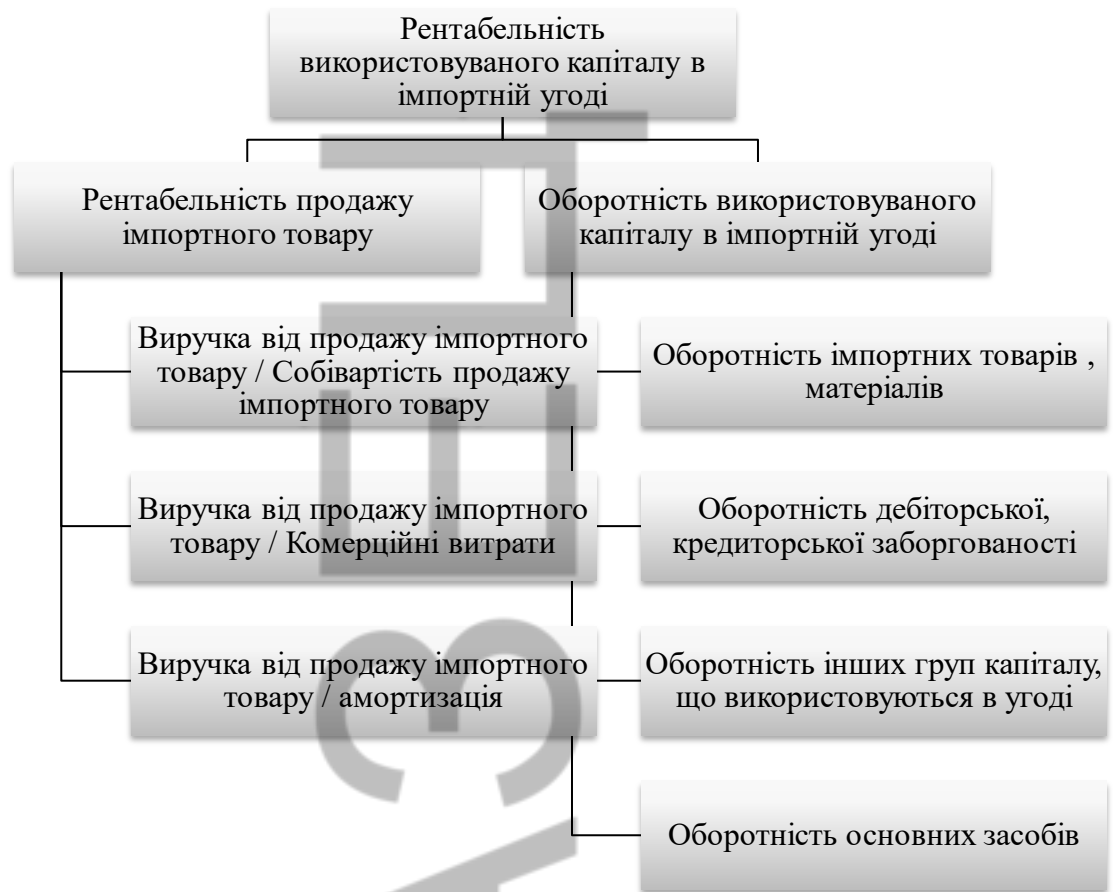 Рентабельність
використовуваного капіталу в
імпортній угоді
Рентабельність продажу
імпортного товару
Оборотність використовуваного
капіталу в імпортній угоді
Виручка від продажу імпортного
товару / Собівартість продажу
імпортного товару
Оборотність імпортних товарів ,
матеріалів
Виручка від продажу імпортного
товару / Комерційні витрати
Оборотність дебіторської,
кредиторської заборгованості
Виручка від продажу імпортного
товару / амортизація
Оборотність інших груп капіталу,
що використовуються в угоді
Оборотність основних засобів